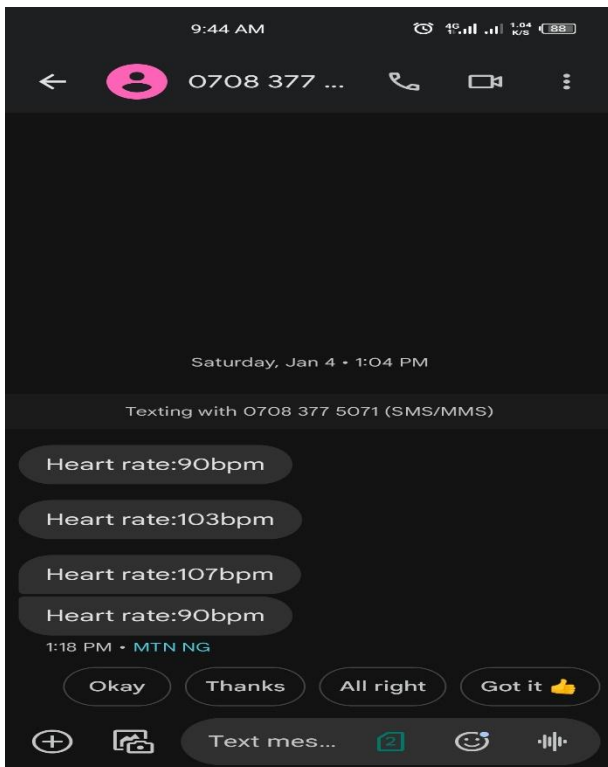 9:44 AM
4G 1.04 K/S 88
0708 377 ...
Saturday, Jan 4 • 1:04 PM
Texting with 0708 377 5071 (SMS/MMS)
Heart rate:90bpm
Heart rate:103bpm
Heart rate:107bpm
Heart rate:90bpm
1:18 PM • MTN NG
Okay Thanks All right Got it 👍
Text mes... 2